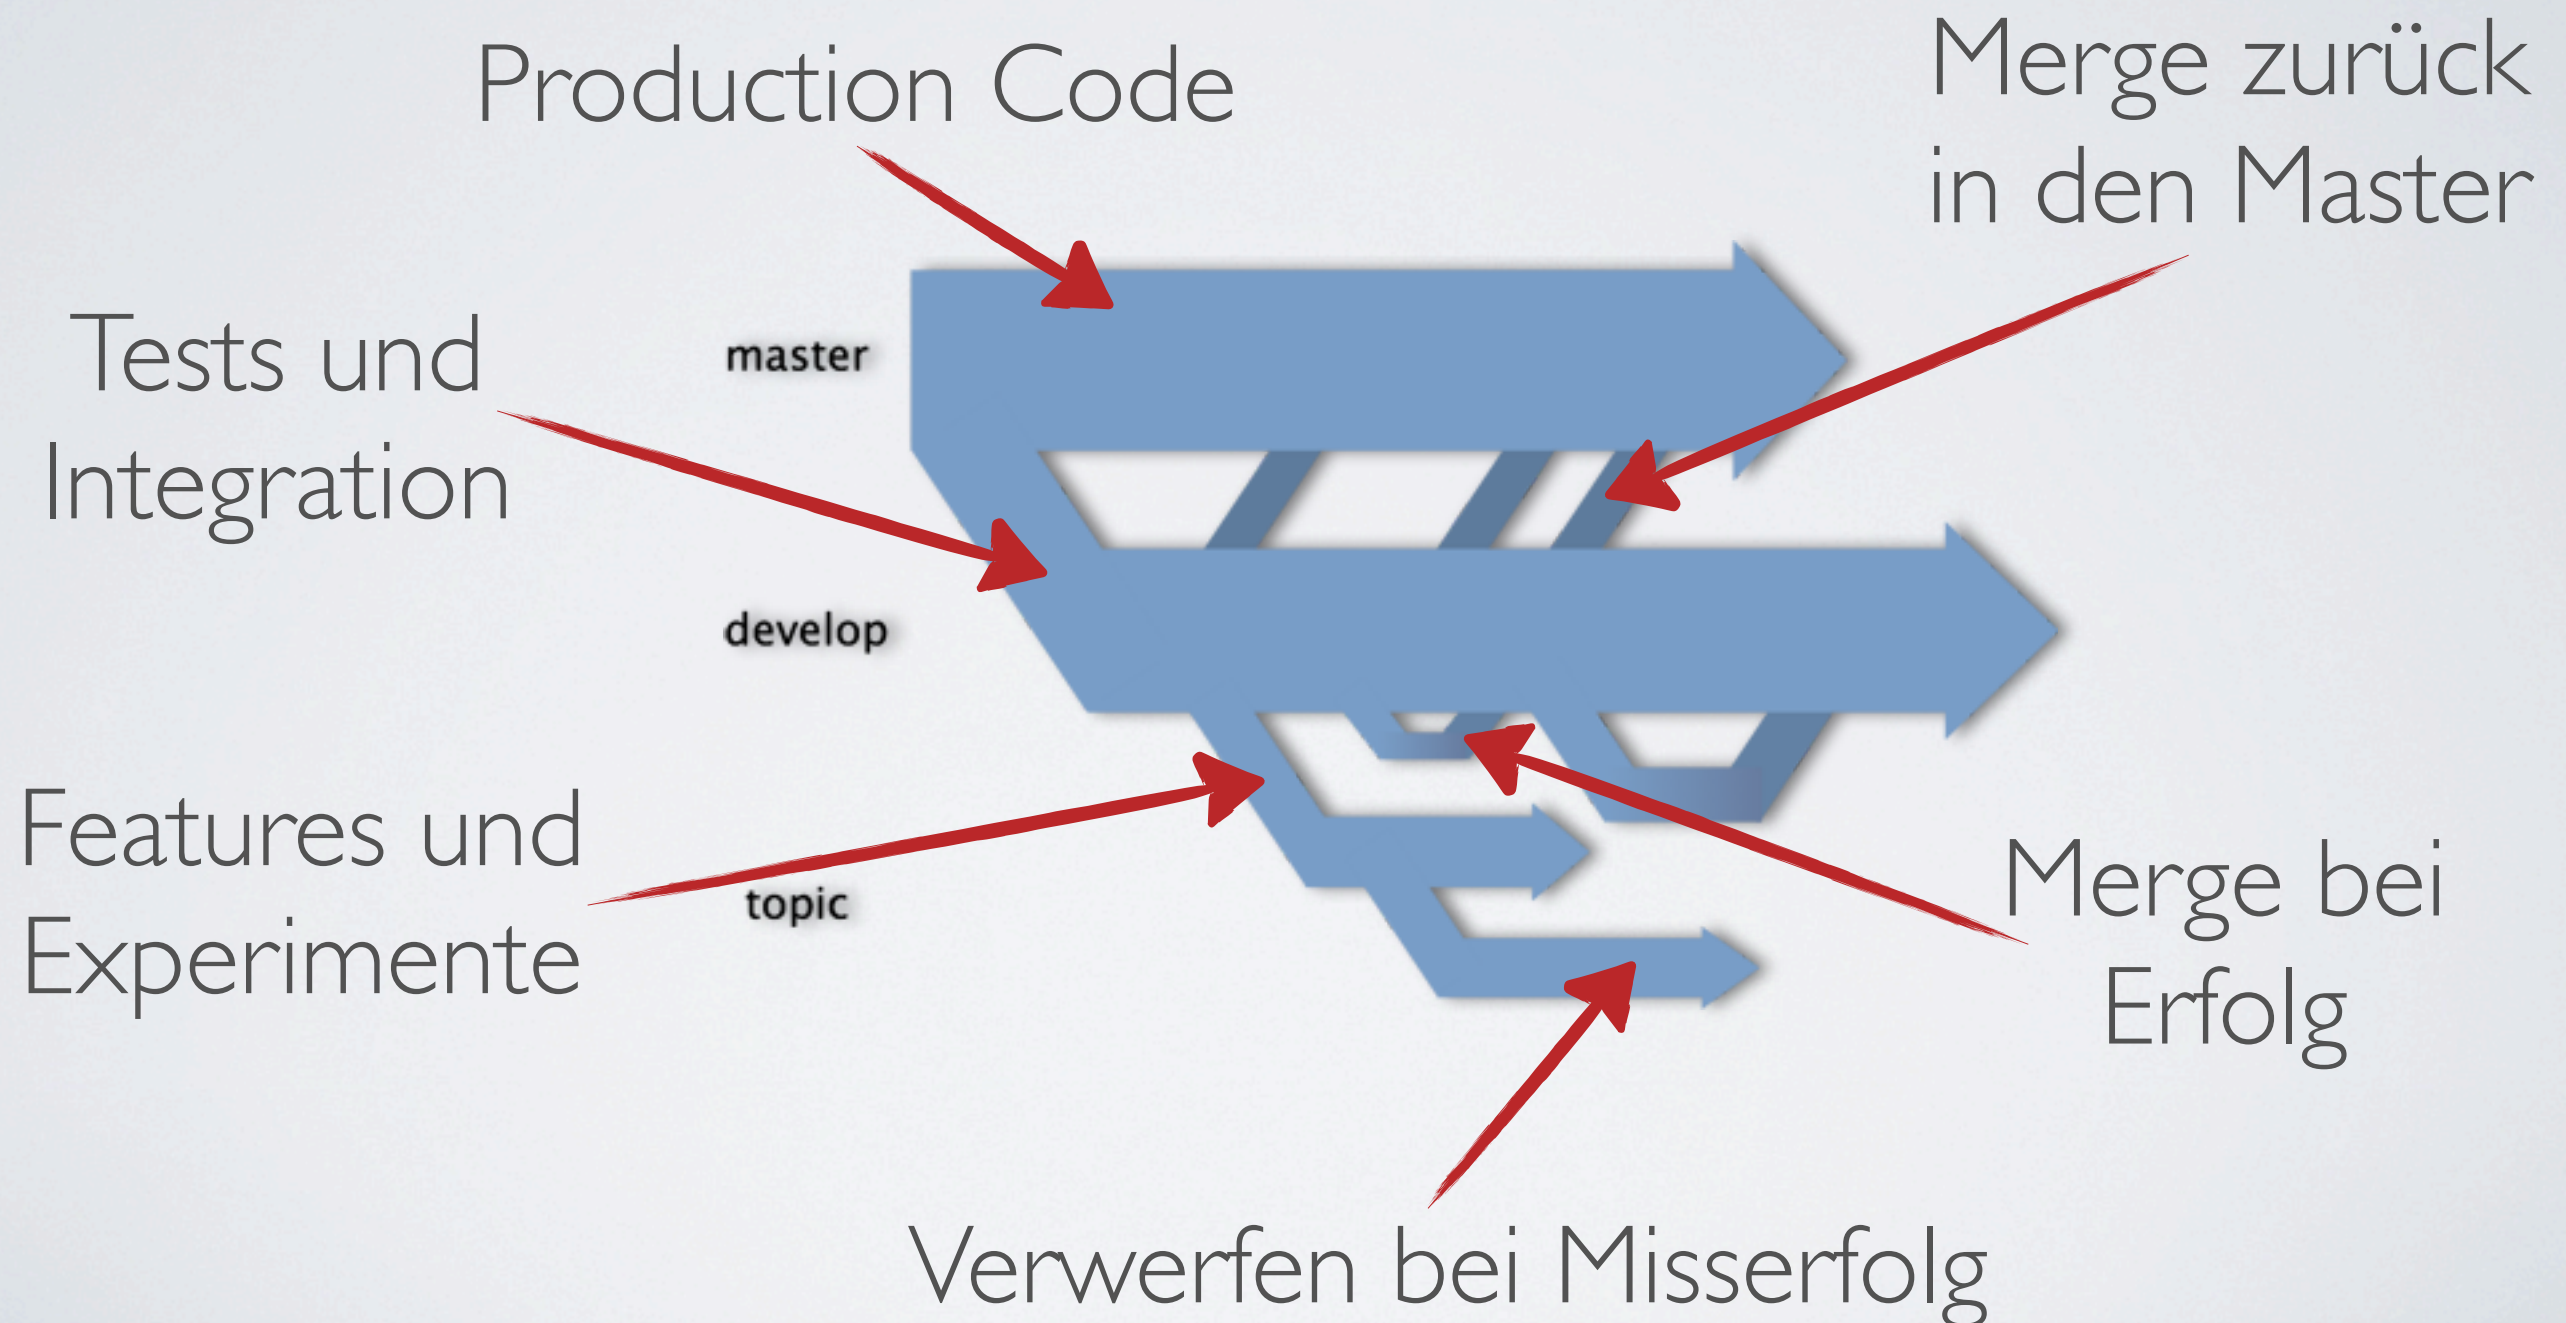 Production Code
Merge zurück
in den Master
Tests und
Integration
master
develop
Features und
Experimente
topic
Merge bei
Erfolg
Verwerfen bei Misserfolg